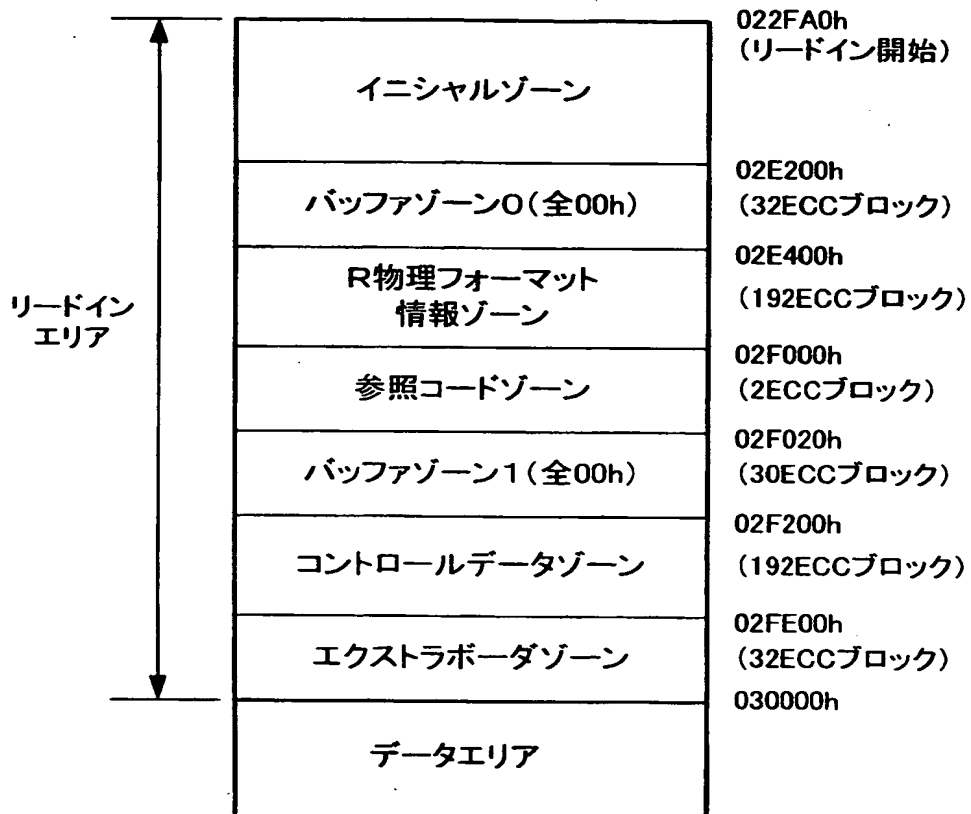 022FA0h
(リードイン開始)
イニシャルゾーン
02E200h
バッファゾーン0(全00h)
(32ECCブロック)
02E400h
R物理フォーマット
情報ゾーン
(192ECCブロック)
リードイン
エリア
02F000h
参照コードゾーン
(2ECCブロック)
02F020h
バッファゾーン1(全00h)
(30ECCブロック)
02F200h
コントロールデータゾーン
(192ECCブロック)
02FE00h
エクストラボーダゾーン
(32ECCブロック)
030000h
データエリア